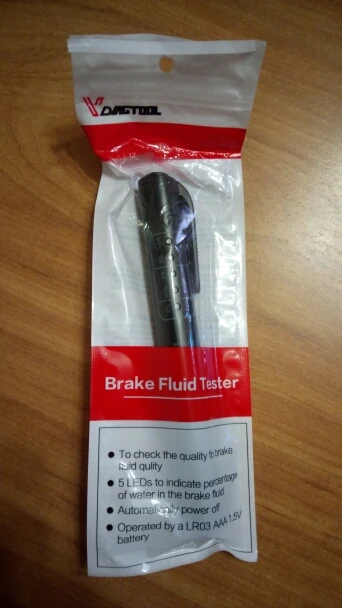 VDIAGTOOL
Brake Fluid Tester
• To check the quality fo brake
fluid qulity
• 5 LEDs to indicate percentage
of water in the brake fluid
• Automatically power off
• Operated by a LR03 AAA 1.5V
battery